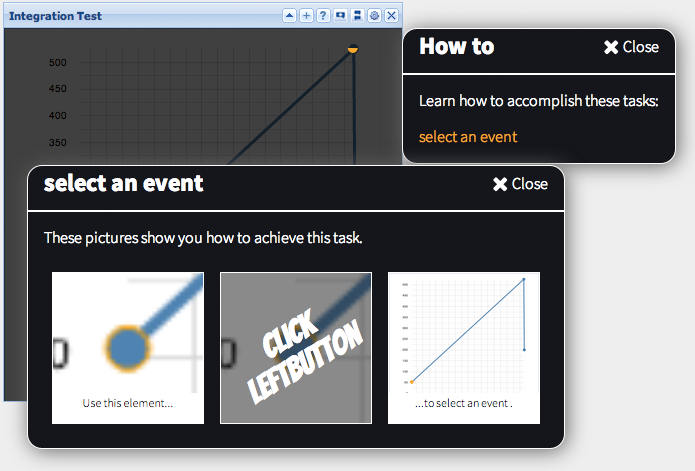 Integration Test
How to
Close
500
450
400
350
Learn how to accomplish these tasks:
select an event
select an event
Close
These pictures show you how to achieve this task.
CLICK
LEFTBUTTON
Use this element...
...to select an event .